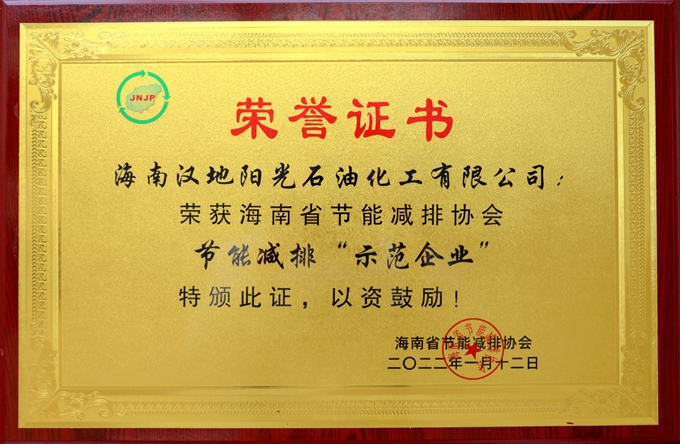 JNJP
荣誉证书
海南汉地阳光石油化工有限公司：
荣获海南省节能减排协会
节能减排“示范企业”
特颁此证，以资鼓励！
海南省节能减排协会
二〇二二年一月十二日